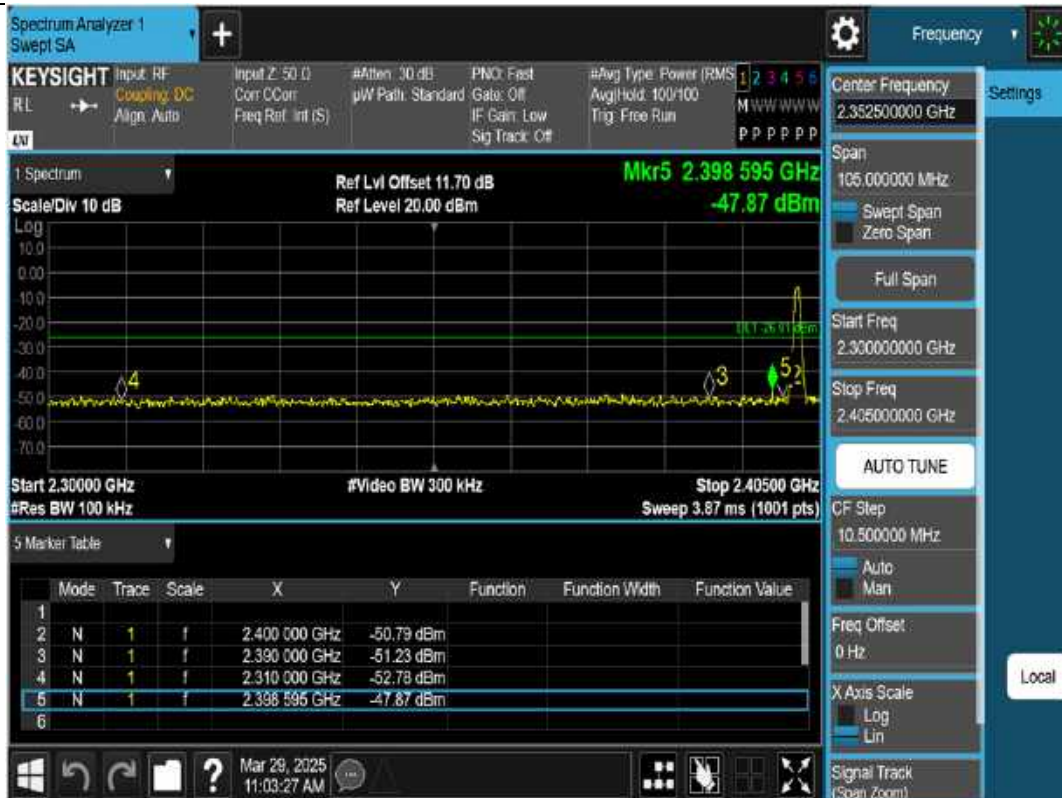 Spectrum Analyzer 1
Swept SA
Frequency
KEYSIGHT
RL
Input: RF
Coupling: DC
Align: Auto
Input Z: 50 Ω
Corr CCorr
Freq Ref: Int (S)
#Atten: 30 dB
µW Path: Standard
PNO: Fast
Gate: Off
IF Gain: Low
Sig Track: Off
#Avg Type: Power (RMS
Avg|Hold: 100/100
Trig: Free Run
1 2 3 4 5 6
M W W W W W
P P P P P P
1 Spectrum
Scale/Div 10 dB
Ref Lvl Offset 11.70 dB
Ref Level 20.00 dBm
Mkr5 2.398 595 GHz
-47.87 dBm
Log
10.0
0.00
-10.0
-20.0
DL1 -26.91 dBm
-30.0
-40.0
4
3
5
2
-50.0
-60.0
-70.0
Start 2.30000 GHz
#Video BW 300 kHz
Stop 2.40500 GHz
#Res BW 100 kHz
Sweep 3.87 ms (1001 pts)
5 Marker Table
Mode Trace Scale X Y Function Function Width Function Value
1
2 N 1 f 2.400 000 GHz -50.79 dBm
3 N 1 f 2.390 000 GHz -51.23 dBm
4 N 1 f 2.310 000 GHz -52.78 dBm
5 N 1 f 2.398 595 GHz -47.87 dBm
6
Mar 29, 2025
11:03:27 AM
Center Frequency
2.352500000 GHz
Settings
Span
105.000000 MHz
Swept Span
Zero Span
Full Span
Start Freq
2.300000000 GHz
Stop Freq
2.405000000 GHz
AUTO TUNE
CF Step
10.500000 MHz
Auto
Man
Freq Offset
0 Hz
Local
X Axis Scale
Log
Lin
Signal Track
(Span Zoom)